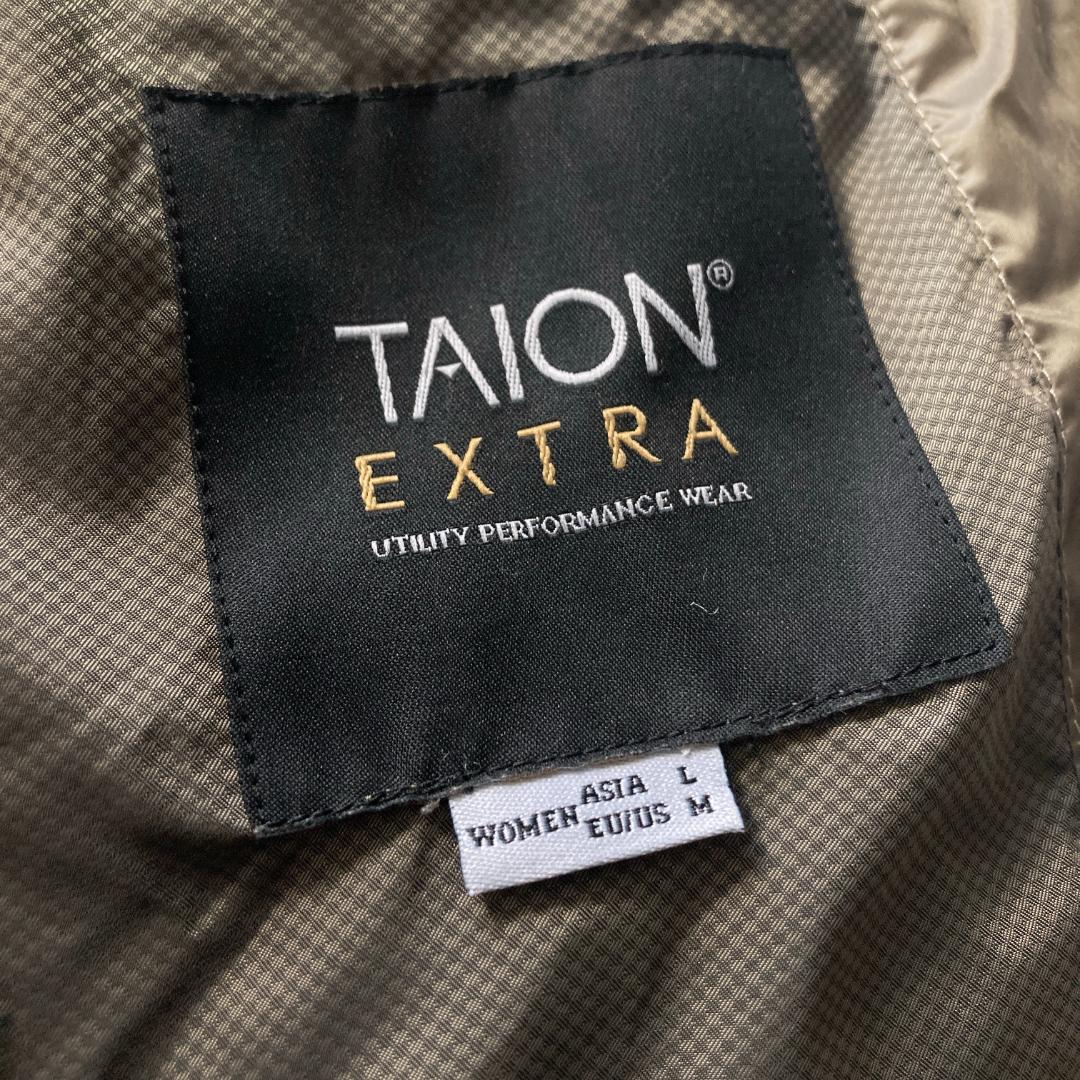 TAION®
EXTRA
UTILITY PERFORMANCE WEAR
WOMEN ASIA L
EU/US M